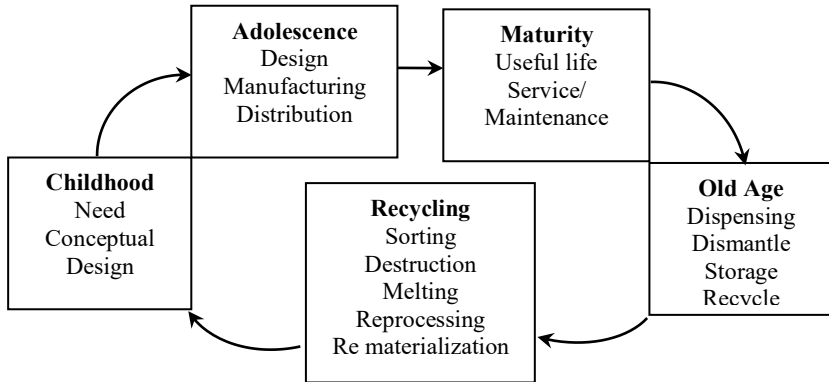 Adolescence
Design
Manufacturing
Distribution
Maturity
Useful life
Service/
Maintenance
Childhood
Need
Conceptual
Design
Recycling
Sorting
Destruction
Melting
Reprocessing
Re materialization
Old Age
Dispensing
Dismantle
Storage
Recycle